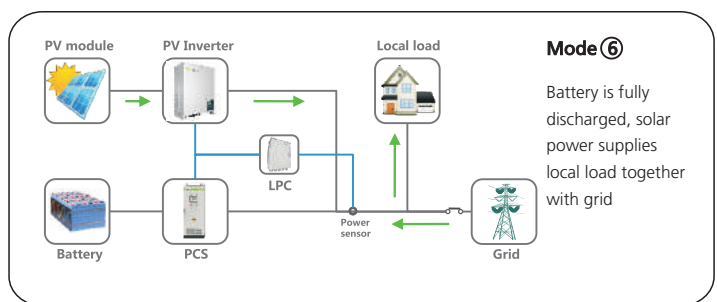 PV module
PV Inverter
Local load
Mode⑥
Battery is fully
discharged, solar
power supplies
local load together
with grid
LPC
Power
sensor
Battery
PCS
Grid